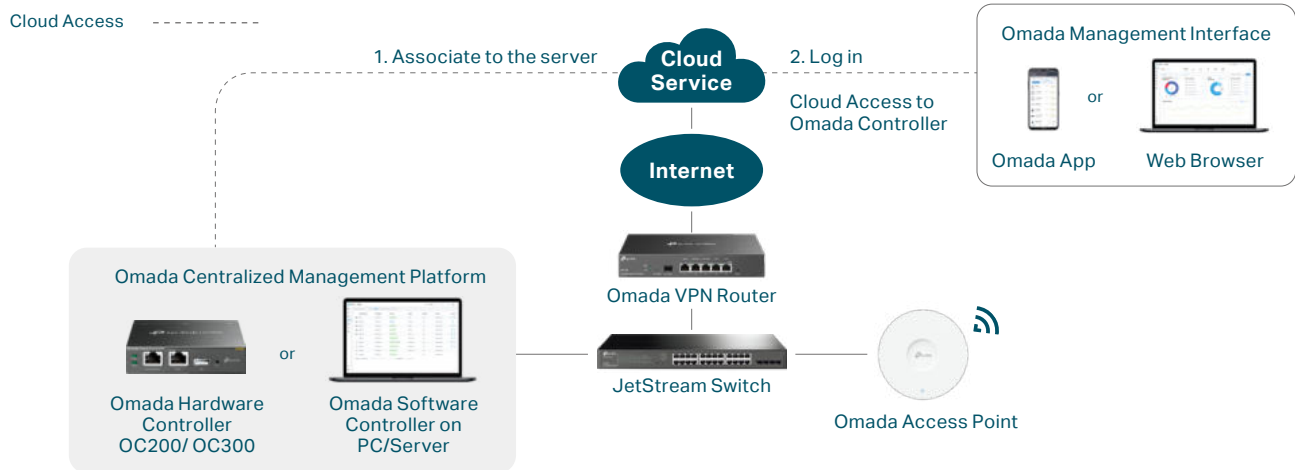 Cloud Access
1. Associate to the server
Cloud
Service
2. Log in
Cloud Access to
Omada Controller
Omada Management Interface
or
Omada App
Web Browser
Internet
Omada VPN Router
Omada Centralized Management Platform
or
Omada Hardware
Controller
OC200/ OC300
Omada Software
Controller on
PC/Server
JetStream Switch
Omada Access Point